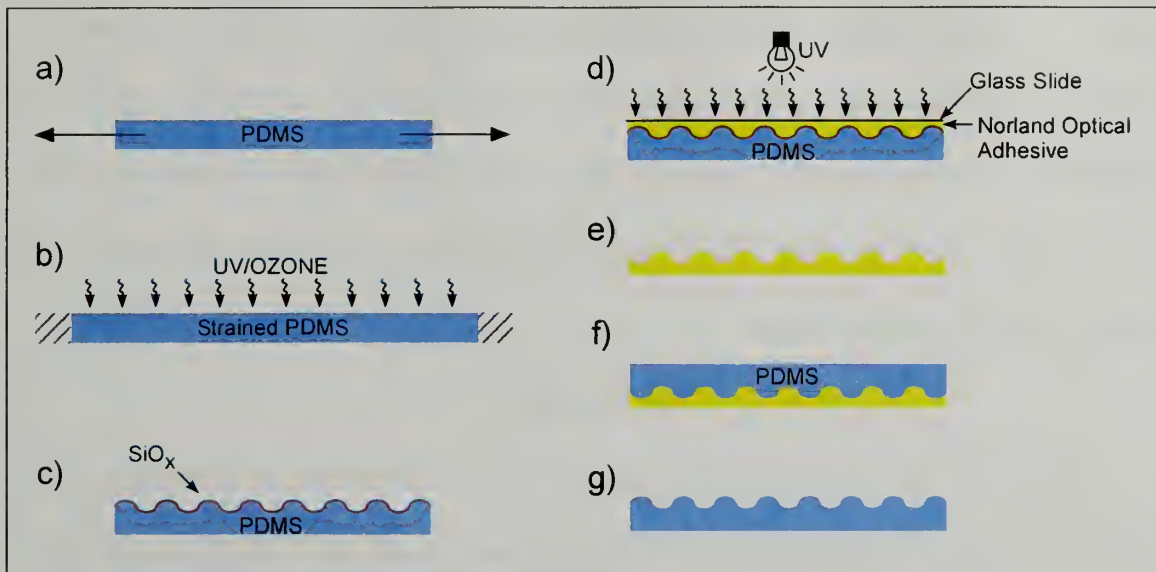 a)
PDMS
b)
UV/OZONE
Strained PDMS
c)
SiOx
PDMS
d)
UV
Glass Slide
Norland Optical
Adhesive
PDMS
e)
f)
PDMS
g)